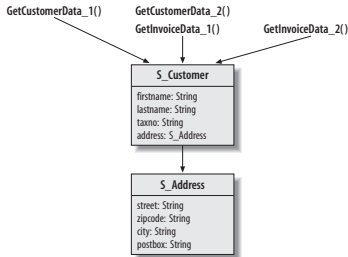 GetCustomerData_1()
GetCustomerData_2()
GetInvoiceData_1()
GetInvoiceData_2()
S_Customer
firstname: String
lastname: String
taxno: String
address: S_Address
S_Address
street: String
zipcode: String
city: String
postbox: String